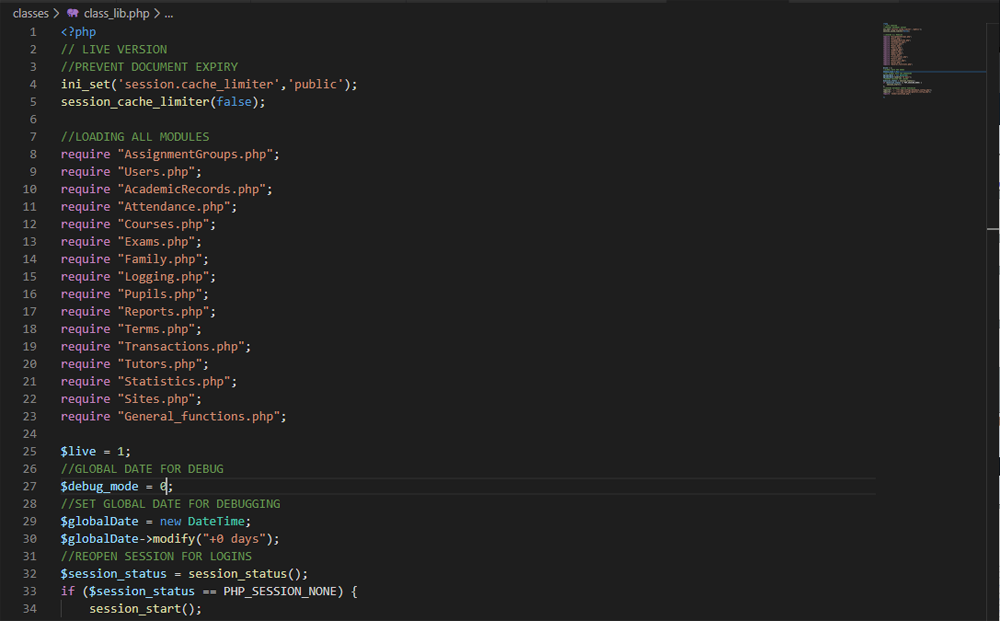 classes > class_lib.php > ...
1 <?php
2 // LIVE VERSION
3 //PREVENT DOCUMENT EXPIRY
4 ini_set('session.cache_limiter','public');
5 session_cache_limiter(false);
6
7 //LOADING ALL MODULES
8 require "AssignmentGroups.php";
9 require "Users.php";
10 require "AcademicRecords.php";
11 require "Attendance.php";
12 require "Courses.php";
13 require "Exams.php";
14 require "Family.php";
15 require "Logging.php";
16 require "Pupils.php";
17 require "Reports.php";
18 require "Terms.php";
19 require "Transactions.php";
20 require "Tutors.php";
21 require "Statistics.php";
22 require "Sites.php";
23 require "General_functions.php";
24
25 $live = 1;
26 //GLOBAL DATE FOR DEBUG
27 $debug_mode = 0;
28 //SET GLOBAL DATE FOR DEBUGGING
29 $globalDate = new DateTime;
30 $globalDate->modify("+0 days");
31 //REOPEN SESSION FOR LOGINS
32 $session_status = session_status();
33 if ($session_status == PHP_SESSION_NONE) {
34 session_start();